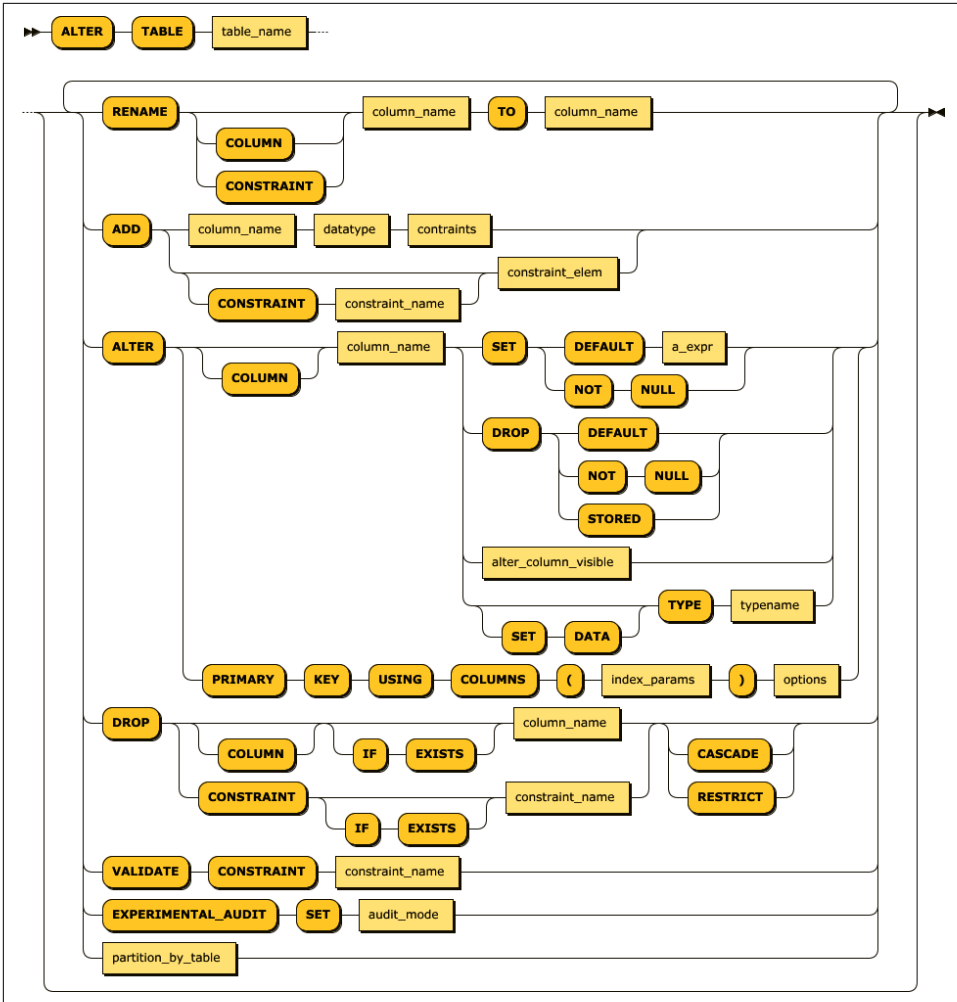 ALTER TABLE table_name
RENAME column_name TO column_name
COLUMN
CONSTRAINT
ADD column_name datatype contraints
constraint_elem
CONSTRAINT constraint_name
ALTER column_name SET DEFAULT a_expr
COLUMN
NOT NULL
DROP DEFAULT
NOT NULL
STORED
alter_column_visible
TYPE typename
SET DATA
PRIMARY KEY USING COLUMNS ( index_params ) options
DROP column_name
COLUMN IF EXISTS CASCADE
CONSTRAINT constraint_name RESTRICT
IF EXISTS
VALIDATE CONSTRAINT constraint_name
EXPERIMENTAL_AUDIT SET audit_mode
partition_by_table